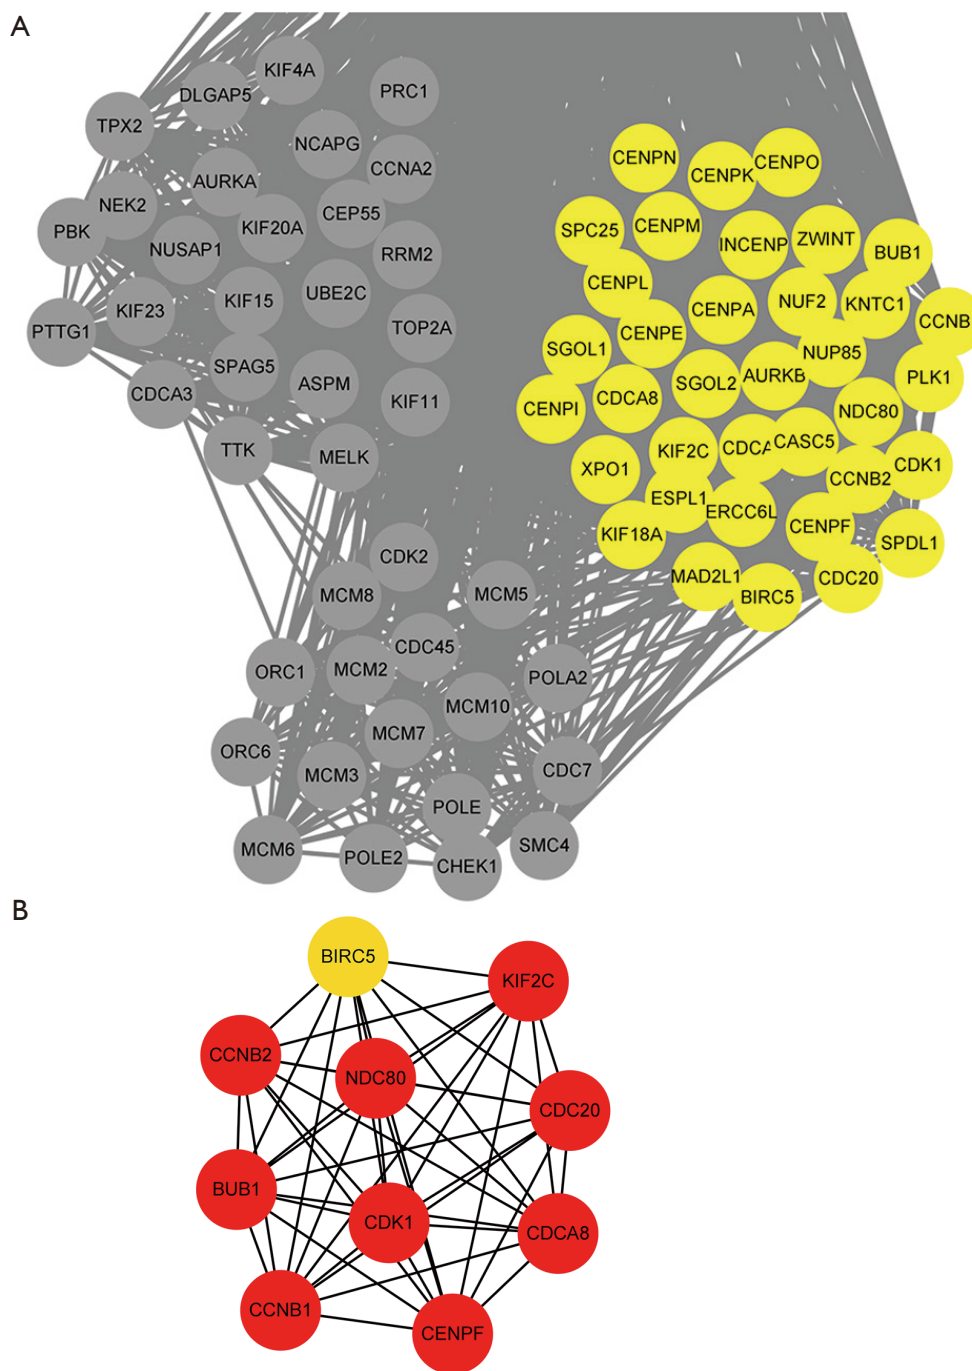 A
KIF4A
DLGAP5
PRC1
TPX2
NCAPG
CCNA2
AURKA
NEK2
CEP55
PBK
KIF20A
NUSAP1
RRM2
UBE2C
KIF15
KIF23
PTTG1
TOP2A
SPAG5
ASPM
CDCA3
KIF11
TTK
MELK
CENPN
CENPO
CENPK
SPC25
CENPM
ZWINT
INCENP
BUB1
CENPL
NUF2
KNTC1
CENPA
CCNB
CENPE
SGOL1
NUP85
AURKB
SGOL2
PLK1
CDCA8
CENPI
NDC80
KIF2C
CDCA
CASC5
XPO1
CCNB2
CDK1
ESPL1
ERCC6L
CENPF
KIF18A
SPDL1
MAD2L1
CDC20
BIRC5
CDK2
MCM8
MCM5
CDC45
MCM2
ORC1
POLA2
MCM10
MCM7
ORC6
MCM3
CDC7
POLE
SMC4
MCM6
POLE2
CHEK1
B
BIRC5
KIF2C
CCNB2
NDC80
CDC20
BUB1
CDK1
CDCA8
CCNB1
CENPF